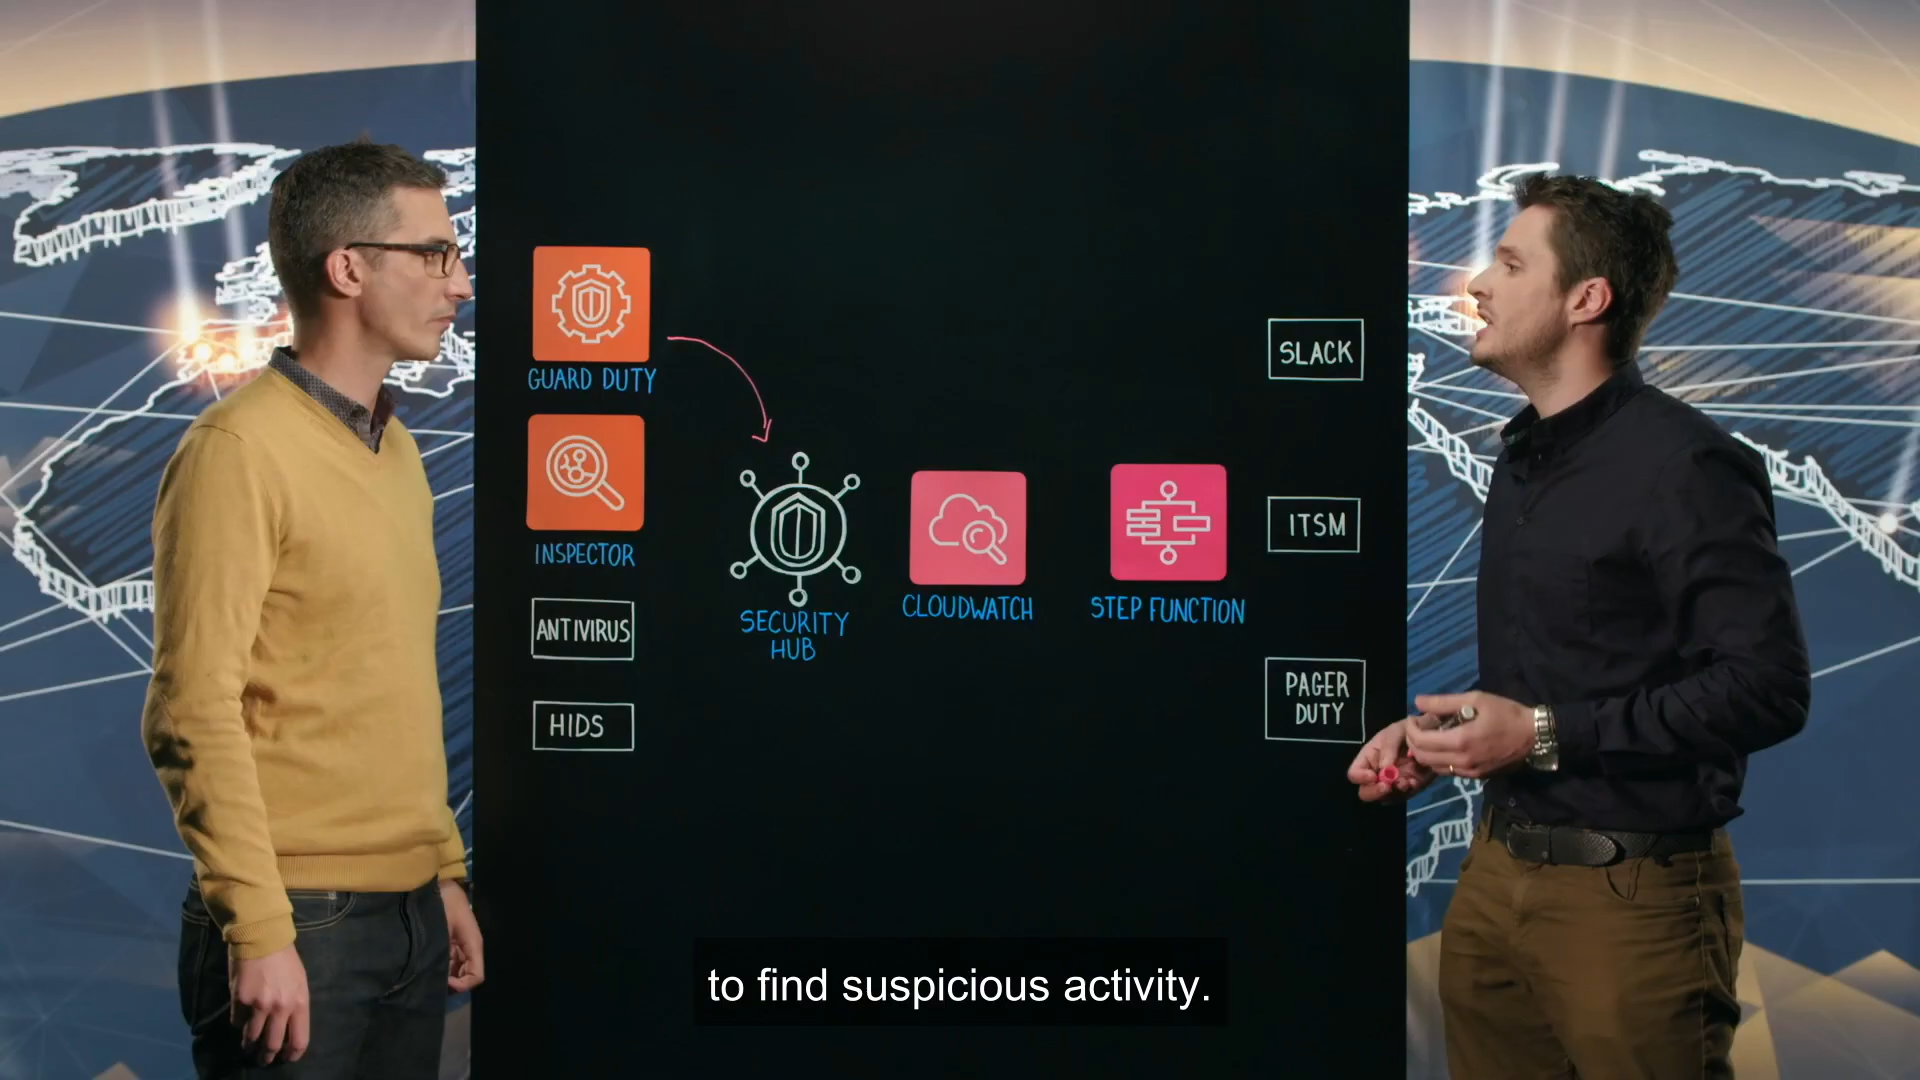 GUARD DUTY
INSPECTOR
ANTIVIRUS
HIDS
SECURITY
HUB
CLOUDWATCH
STEP FUNCTION
SLACK
ITSM
PAGER
DUTY
to find suspicious activity.